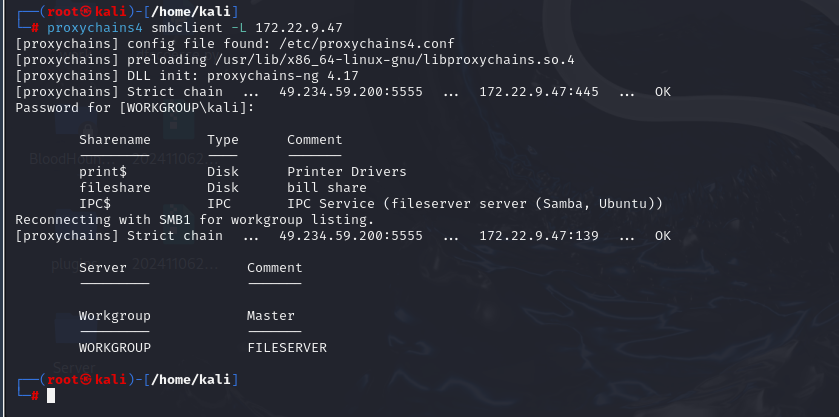 ┌──(root㉿kali)-[/home/kali]
└─# proxychains4 smbclient -L 172.22.9.47
[proxychains] config file found: /etc/proxychains4.conf
[proxychains] preloading /usr/lib/x86_64-linux-gnu/libproxychains.so.4
[proxychains] DLL init: proxychains-ng 4.17
[proxychains] Strict chain  ...  49.234.59.200:5555  ...  172.22.9.47:445  ...  OK
Password for [WORKGROUP\kali]:
Sharename       Type      Comment
---------       ----      -------
print$          Disk      Printer Drivers
fileshare       Disk      bill share
IPC$            IPC       IPC Service (fileserver server (Samba, Ubuntu))
Reconnecting with SMB1 for workgroup listing.
[proxychains] Strict chain  ...  49.234.59.200:5555  ...  172.22.9.47:139  ...  OK
Server               Comment
---------            -------
Workgroup            Master
---------            -------
WORKGROUP            FILESERVER
┌──(root㉿kali)-[/home/kali]
└─#
BloodHoun... 202411062...
202411062...
Server